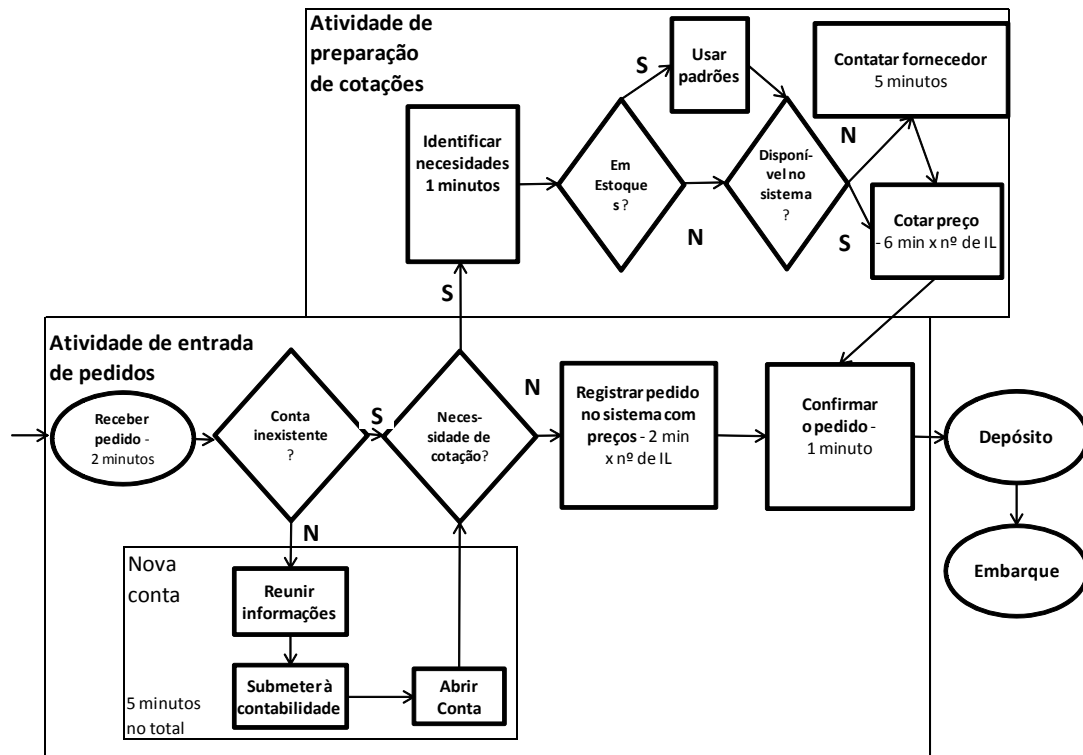 Atividade de
preparação
de cotações
S
Usar
padrões
Contatar fornecedor
5 minutos
Identificar
necesidades
1 minutos
Em
Estoque
s ?
N
Disponí-
vel no
sistema
?
N
S
Cotar preço
- 6 min x nº de IL
S
Atividade de entrada
de pedidos
Receber
pedido -
2 minutos
Conta
inexistente
?
S
N
Neces-
sidade de
cotação?
N
Registrar pedido
no sistema com
preços - 2 min
x nº de IL
Confirmar
o pedido -
1 minuto
Depósito
Embarque
Nova
conta
Reunir
informações
Submeter à
contabilidade
Abrir
Conta
5 minutos
no total